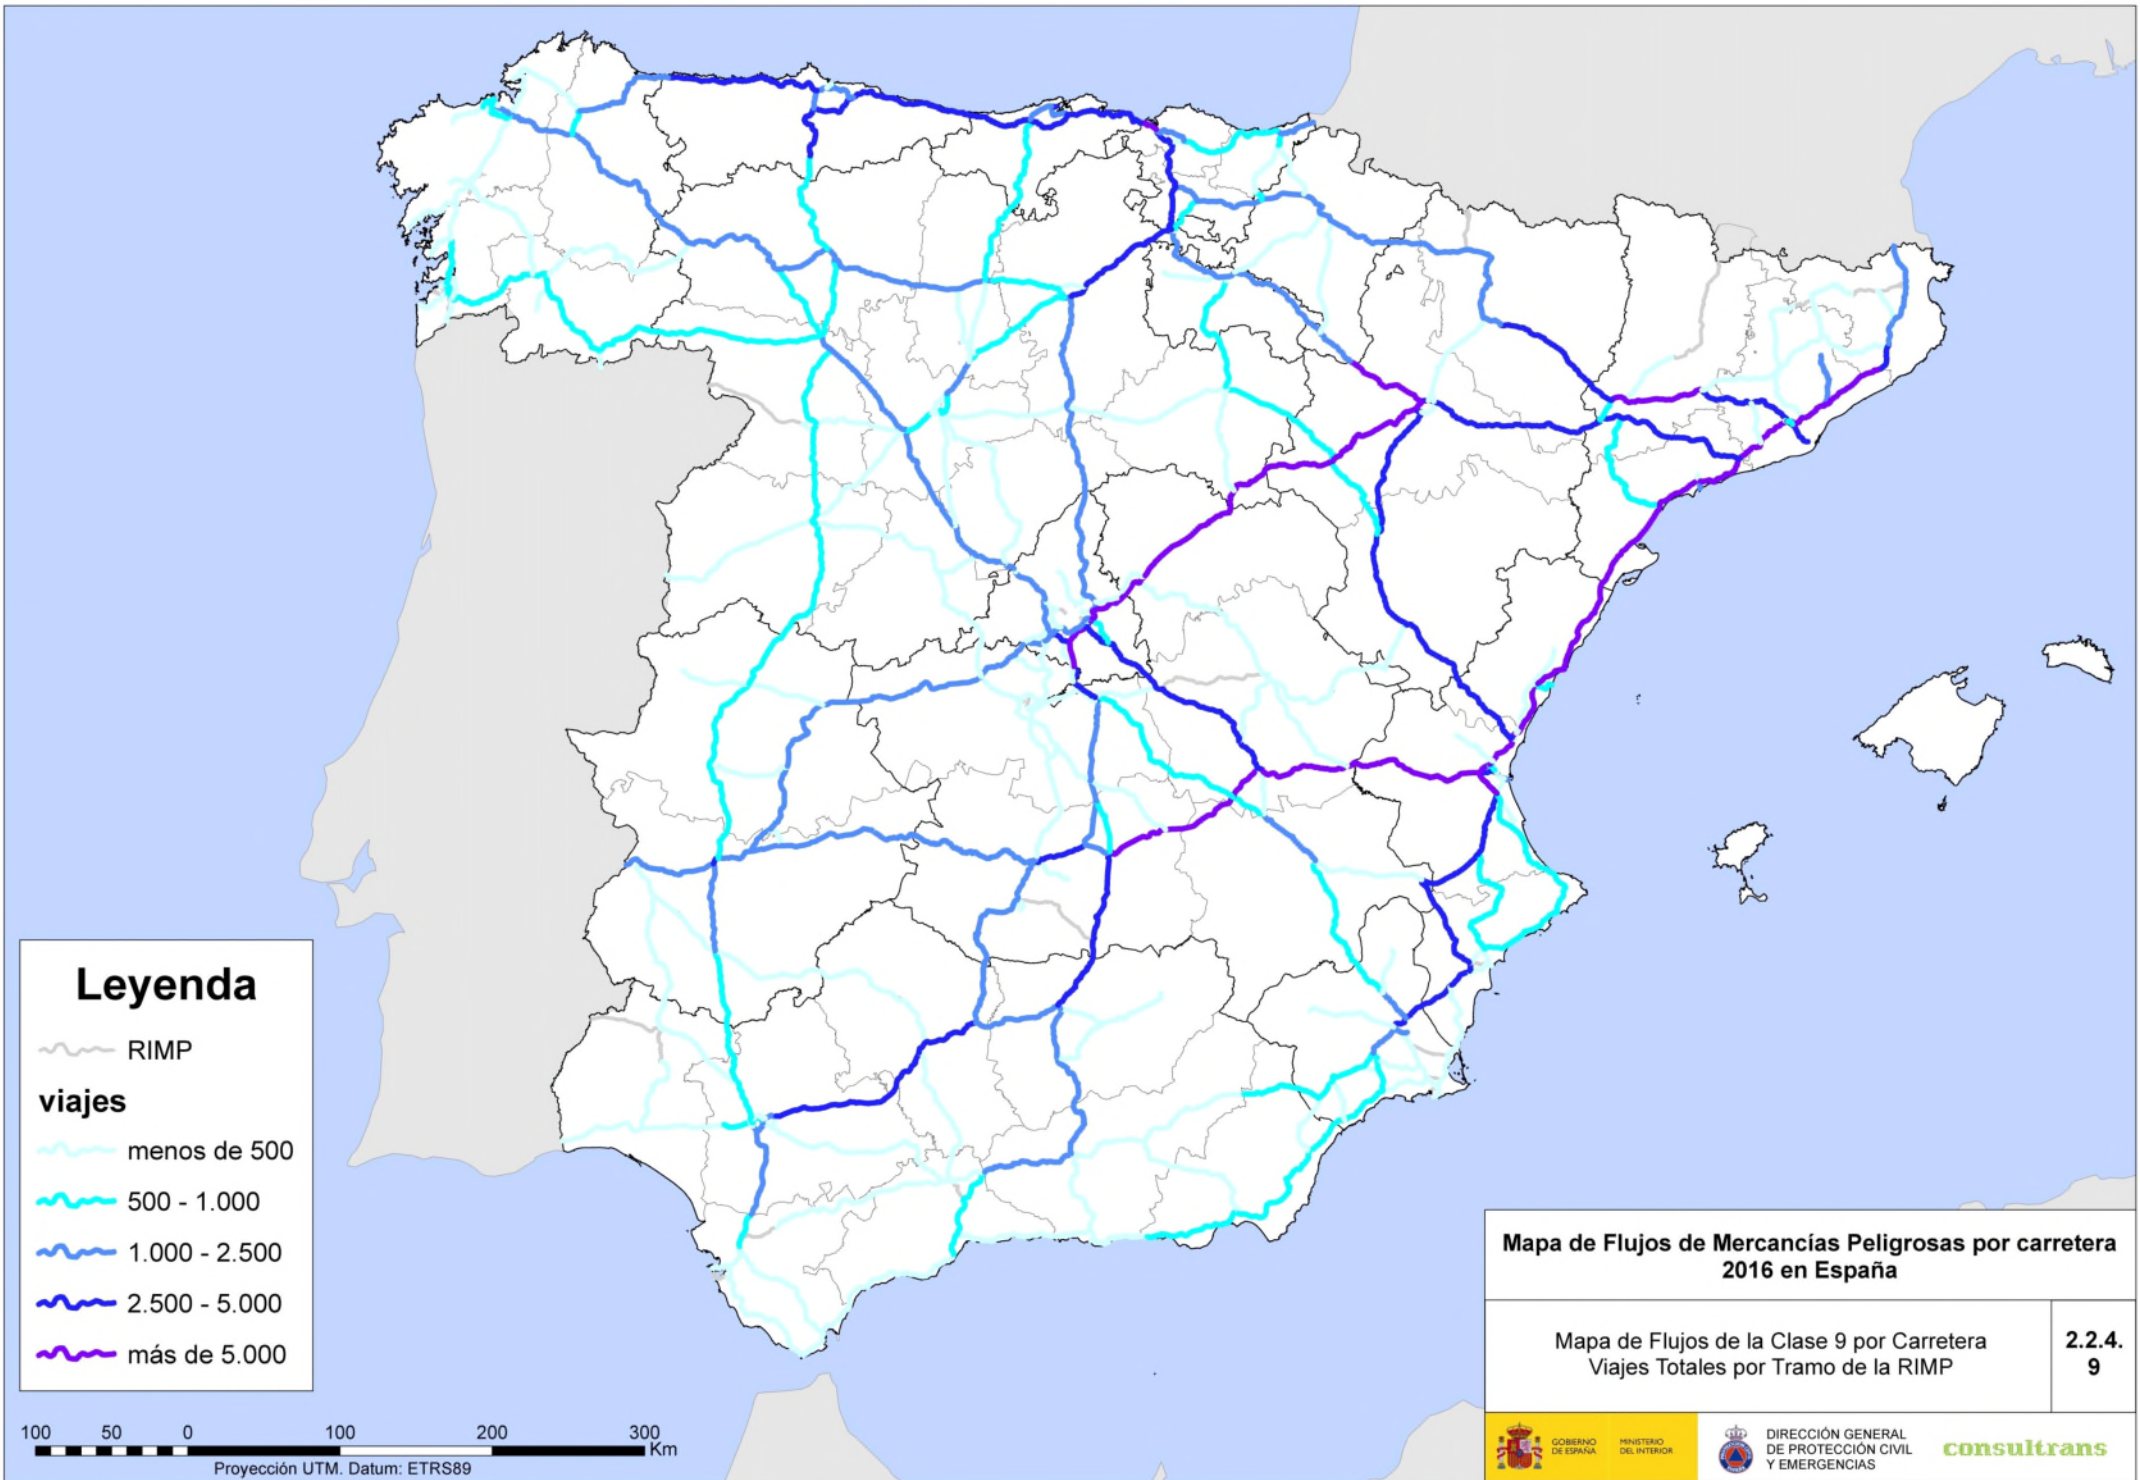 Leyenda
RIMP
viajes
menos de 500
500 - 1.000
1.000 - 2.500
2.500 - 5.000
más de 5.000
100 50 0 100 200 300
Km
Proyección UTM. Datum: ETRS89
Mapa de Flujos de Mercancías Peligrosas por carretera
2016 en España
Mapa de Flujos de la Clase 9 por Carretera
Viajes Totales por Tramo de la RIMP
2.2.4.
9
GOBIERNO
DE ESPAÑA
MINISTERIO
DEL INTERIOR
DIRECCIÓN GENERAL
DE PROTECCIÓN CIVIL
Y EMERGENCIAS
consultrans